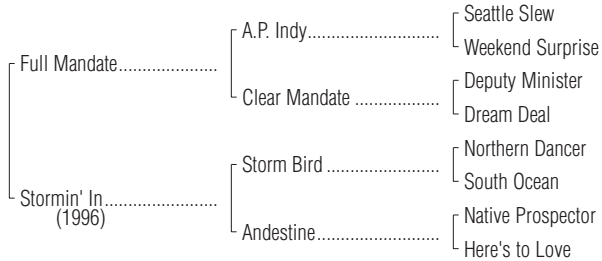 Seattle Slew
A.P. Indy
Weekend Surprise
Full Mandate
Deputy Minister
Clear Mandate
Dream Deal
Northern Dancer
Storm Bird
South Ocean
Stormin' In
(1996)
Native Prospector
Andestine
Here's to Love